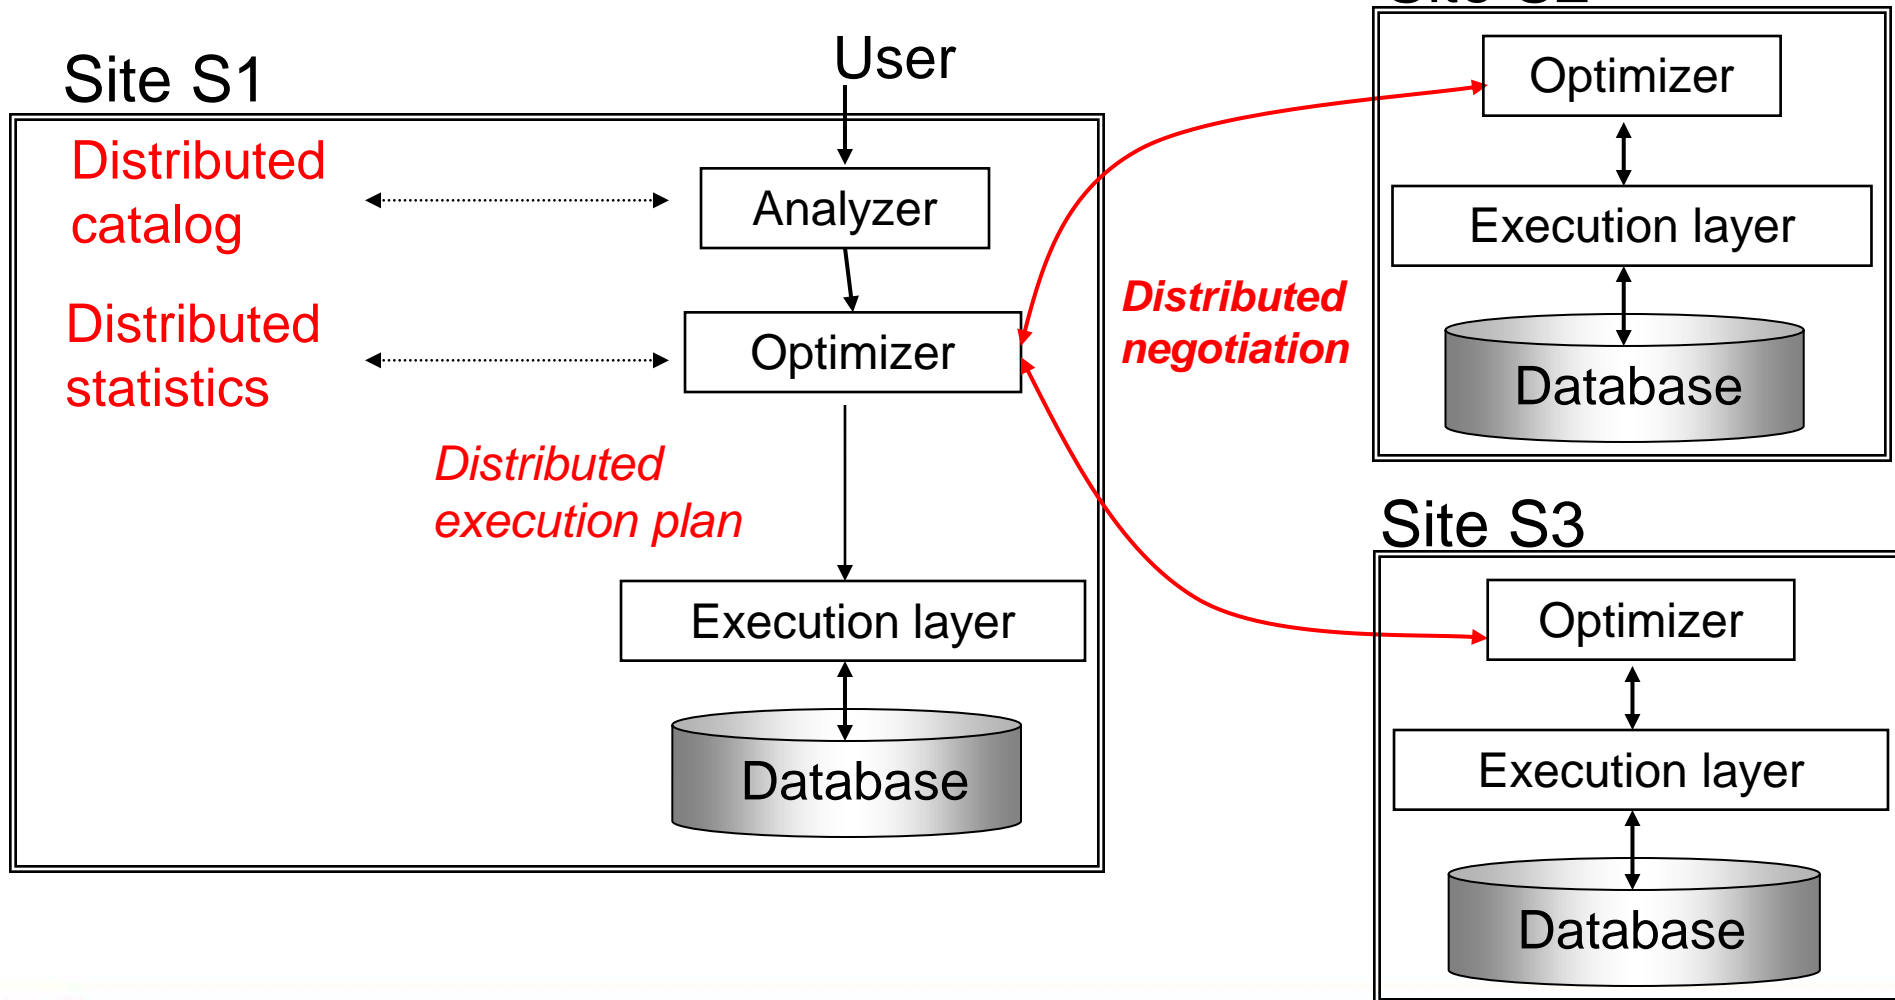 Site S1
User
Distributed
catalog
Analyzer
Distributed
statistics
Optimizer
Distributed
execution plan
Execution layer
Database
Distributed
negotiation
Optimizer
Execution layer
Database
Site S3
Optimizer
Execution layer
Database